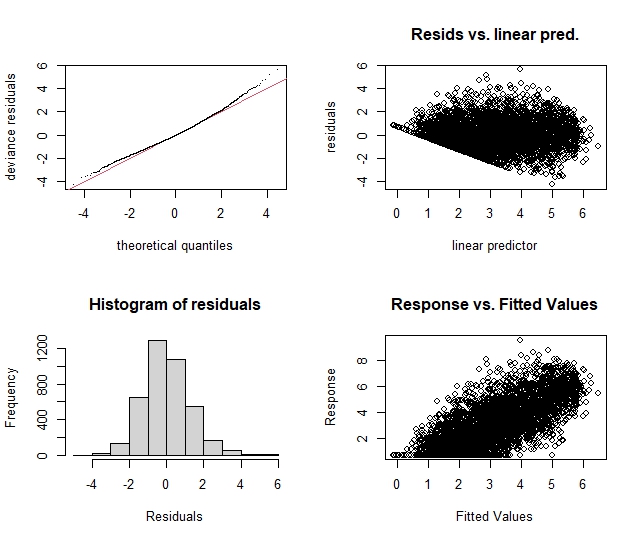 deviance residuals
-4 -2 0 2 4 6
-4 -2 0 2 4
theoretical quantiles
Resids vs. linear pred.
residuals
-4 -2 0 2 4 6
0 1 2 3 4 5 6
linear predictor
Histogram of residuals
Frequency
0 400 800 1200
-4 -2 0 2 4 6
Residuals
Response vs. Fitted Values
Response
2 4 6 8
0 1 2 3 4 5 6
Fitted Values